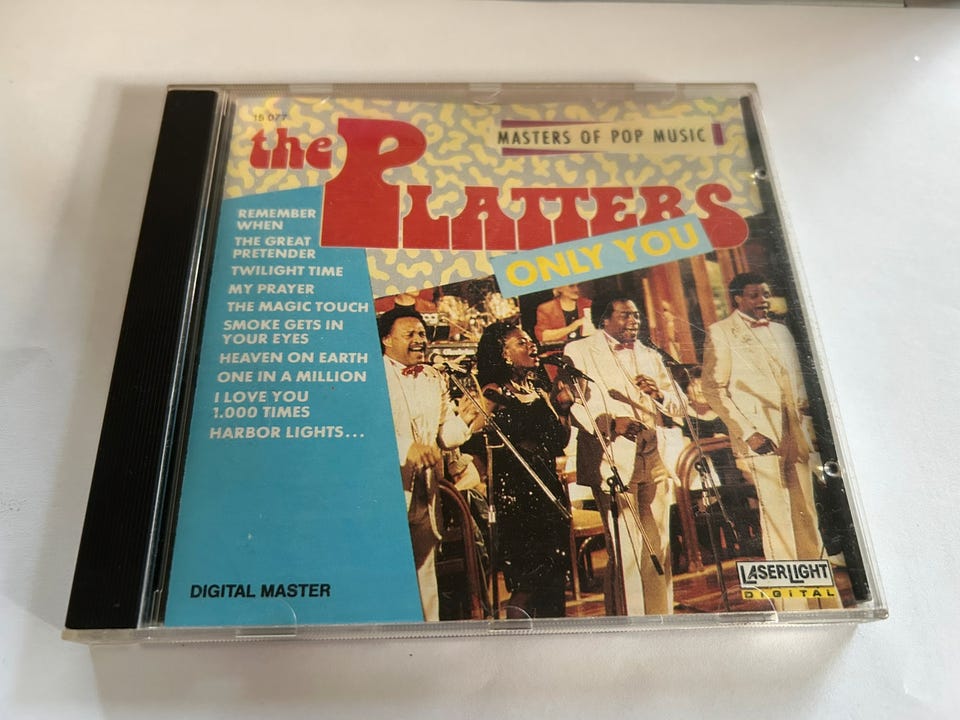 15 077
the PLATTERS
MASTERS OF POP MUSIC
ONLY YOU
REMEMBER
WHEN
THE GREAT
PRETENDER
TWILIGHT TIME
MY PRAYER
THE MAGIC TOUCH
SMOKE GETS IN
YOUR EYES
HEAVEN ON EARTH
ONE IN A MILLION
I LOVE YOU
1.000 TIMES
HARBOR LIGHTS...
DIGITAL MASTER
LASERLIGHT
DIGITAL